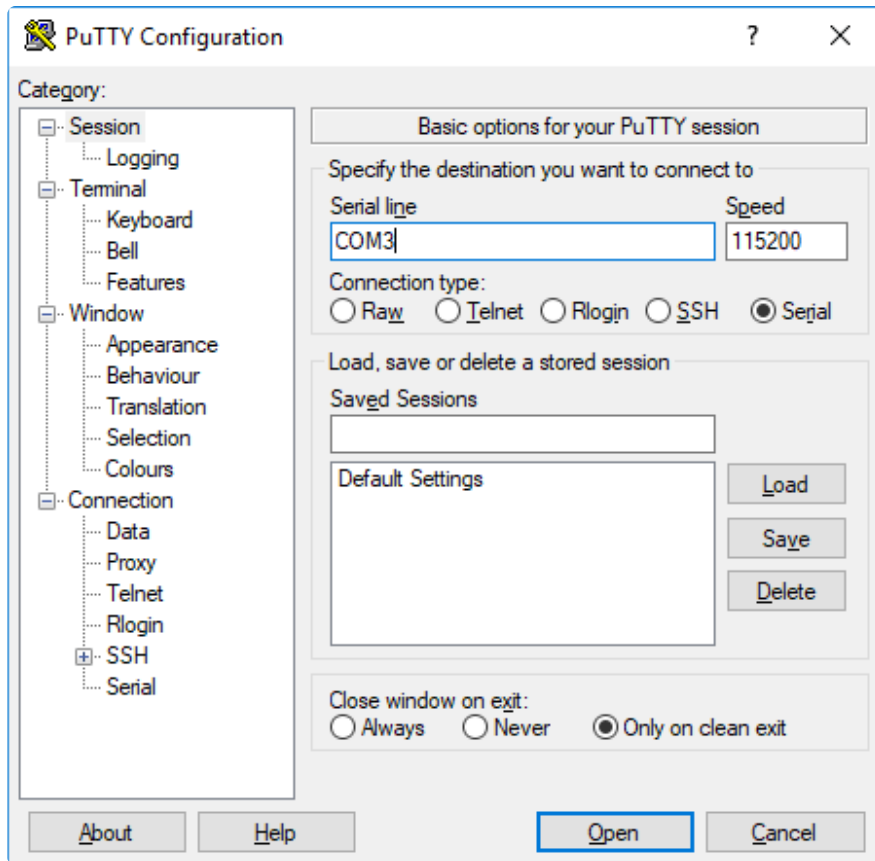 PuTTY Configuration
?
Category:
Session
Logging
Terminal
Keyboard
Bell
Features
Window
Appearance
Behaviour
Translation
Selection
Colours
Connection
Data
Proxy
Telnet
Rlogin
SSH
Serial
Basic options for your PuTTY session
Specify the destination you want to connect to
Serial line Speed
COM3 115200
Connection type:
Raw Telnet Rlogin SSH Serial
Load, save or delete a stored session
Saved Sessions
Default Settings
Load
Save
Delete
Close window on exit:
Always Never Only on clean exit
About Help Open Cancel